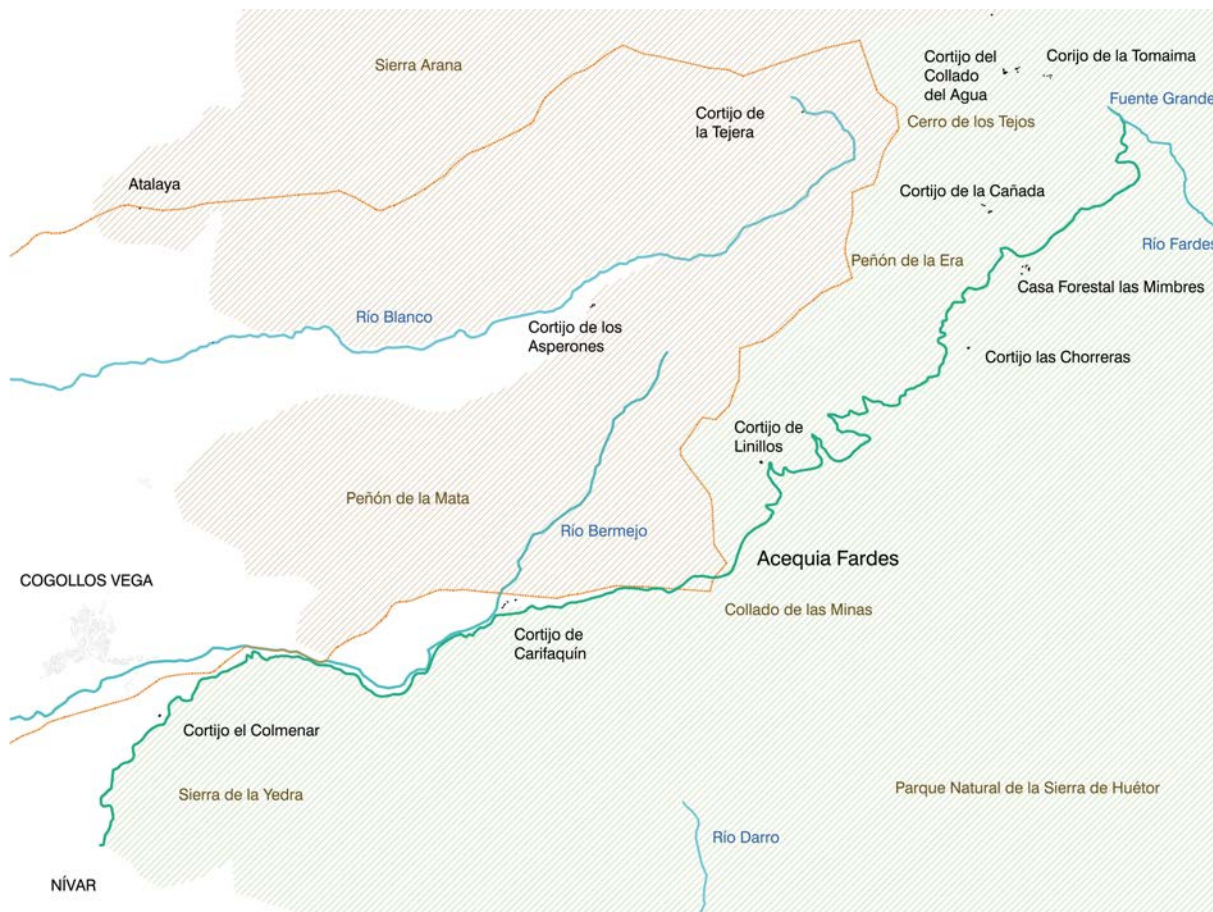 Sierra Arana
Cortijo del
Collado
del Agua
Corijo de la Tomaima
Fuente Grande
Cortijo de
la Tejera
Cerro de los Tejos
Atalaya
Cortijo de la Cañada
Río Fardes
Peñón de la Era
Casa Forestal las Mimbres
Río Blanco
Cortijo de los
Asperones
Cortijo las Chorreras
Cortijo de
Linillos
Peñón de la Mata
Río Bermejo
Acequia Fardes
COGOLLOS VEGA
Collado de las Minas
Cortijo de
Carifaquín
Cortijo el Colmenar
Sierra de la Yedra
Parque Natural de la Sierra de Huétor
Río Darro
NÍVAR